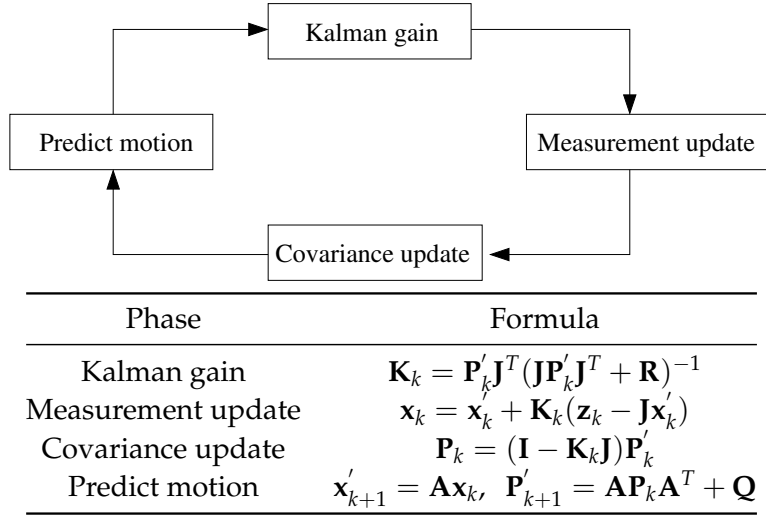 Kalman gain
Predict motion
Measurement update
Covariance update
Phase Formula
Kalman gain K_k = P'_k J^T (J P'_k J^T + R)^{-1}
Measurement update x_k = x'_k + K_k (z_k − J x'_k)
Covariance update P_k = (I − K_k J) P'_k
Predict motion x'_{k+1} = A x_k, P'_{k+1} = A P_k A^T + Q